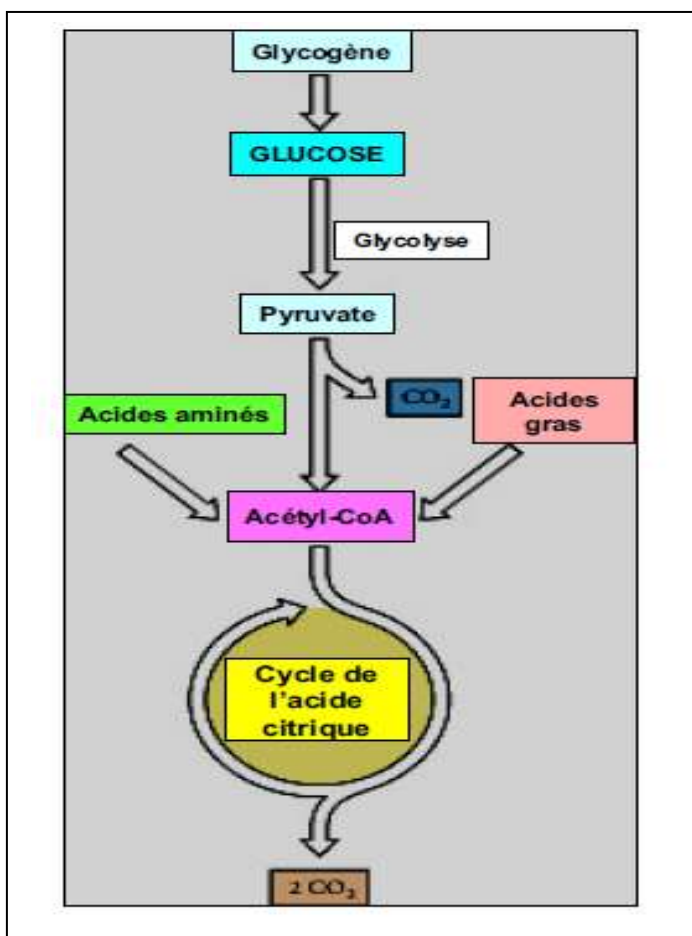 Glycogène
GLUCOSE
Glycolyse
Pyruvate
CO₂
Acides aminés
Acides
gras
Acétyl-CoA
Cycle de
l'acide
citrique
2 CO₂